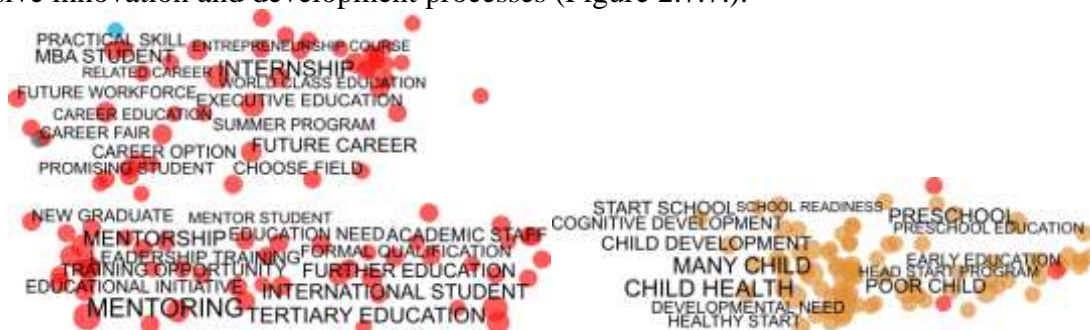 sive innovation and development processes (Figure 2.7.7.).
PRACTICAL SKILL
ENTREPRENEURSHIP COURSE
MBA STUDENT
RELATED CAREER
INTERNSHIP
WORLD CLASS EDUCATION
FUTURE WORKFORCE
EXECUTIVE EDUCATION
CAREER EDUCATION
SUMMER PROGRAM
CAREER FAIR
CAREER OPTION
FUTURE CAREER
PROMISING STUDENT
CHOOSE FIELD
NEW GRADUATE
MENTOR STUDENT
MENTORSHIP
EDUCATION NEED
ACADEMIC STAFF
LEADERSHIP TRAINING
FORMAL QUALIFICATION
TRAINING OPPORTUNITY
FURTHER EDUCATION
EDUCATIONAL INITIATIVE
INTERNATIONAL STUDENT
MENTORING
TERTIARY EDUCATION
START SCHOOL
SCHOOL READINESS
PRESCHOOL
COGNITIVE DEVELOPMENT
PRESCHOOL EDUCATION
CHILD DEVELOPMENT
MANY CHILD
EARLY EDUCATION
HEAD START PROGRAM
CHILD HEALTH
POOR CHILD
DEVELOPMENTAL NEED
HEALTHY START